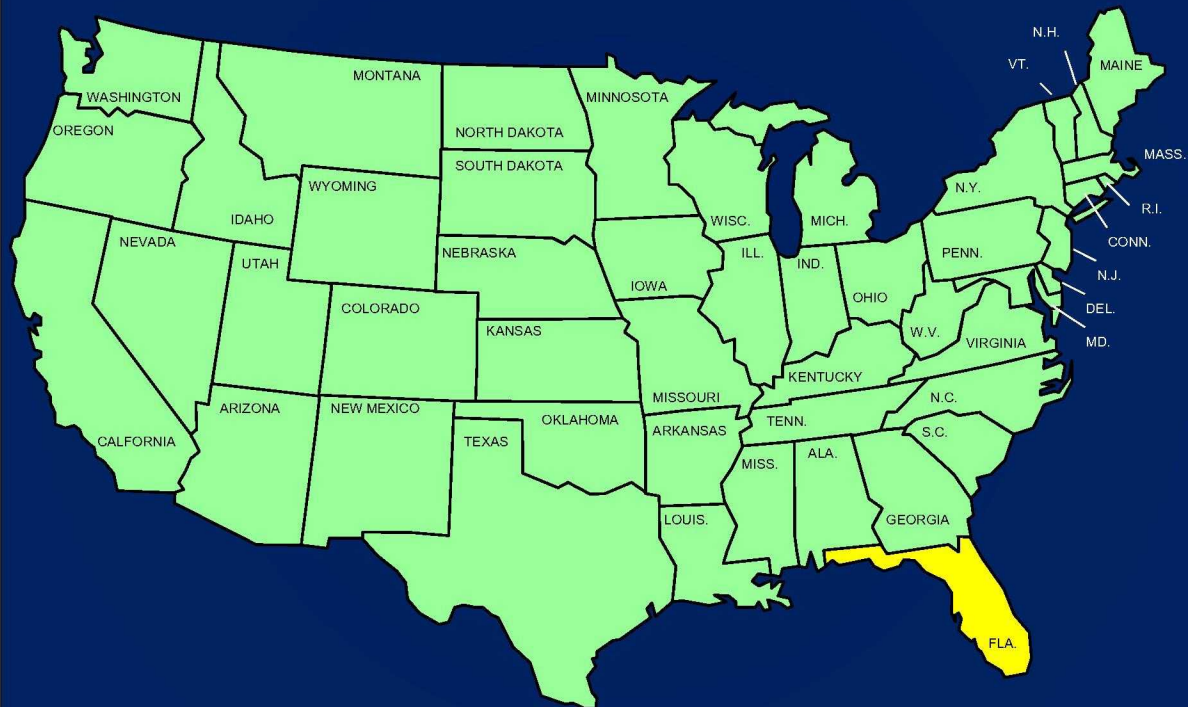 N.H.
VT.
MAINE
MONTANA
WASHINGTON
MINNOSOTA
OREGON
NORTH DAKOTA
MASS.
SOUTH DAKOTA
WYOMING
N.Y.
R.I.
IDAHO
WISC.
MICH.
NEVADA
CONN.
NEBRASKA
ILL.
PENN.
UTAH
IND.
N.J.
IOWA
OHIO
COLORADO
DEL.
KANSAS
W.V.
VIRGINIA
MD.
KENTUCKY
MISSOURI
N.C.
ARIZONA
NEW MEXICO
OKLAHOMA
TENN.
ARKANSAS
S.C.
CALFORNIA
TEXAS
ALA.
MISS.
LOUIS.
GEORGIA
FLA.